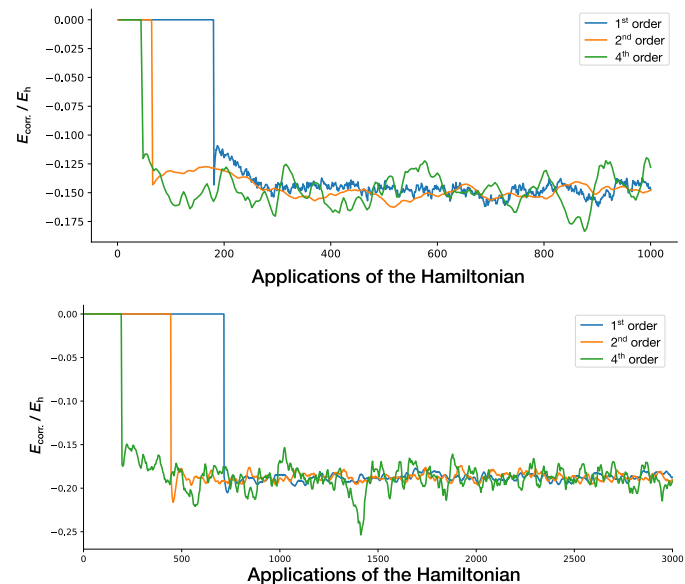 0.000
−0.025
−0.050
−0.075
−0.100
−0.125
−0.150
−0.175
E_corr. / E_h
1st order
2nd order
4th order
0 200 400 600 800 1000
Applications of the Hamiltonian
0.00
−0.05
−0.10
−0.15
−0.20
−0.25
E_corr. / E_h
1st order
2nd order
4th order
0 500 1000 1500 2000 2500 3000
Applications of the Hamiltonian